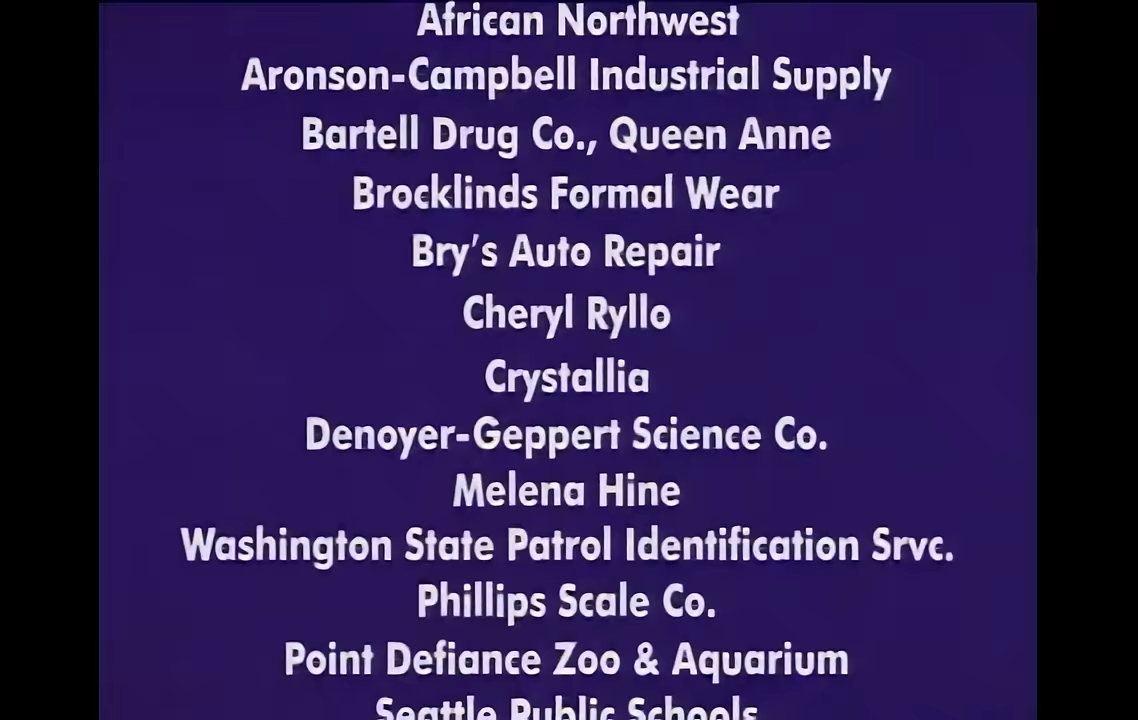 African Northwest
Aronson-Campbell Industrial Supply
Bartell Drug Co., Queen Anne
Brocklinds Formal Wear
Bry's Auto Repair
Cheryl Ryllo
Crystallia
Denoyer-Geppert Science Co.
Melena Hine
Washington State Patrol Identification Srvc.
Phillips Scale Co.
Point Defiance Zoo & Aquarium
Seattle Public Schools